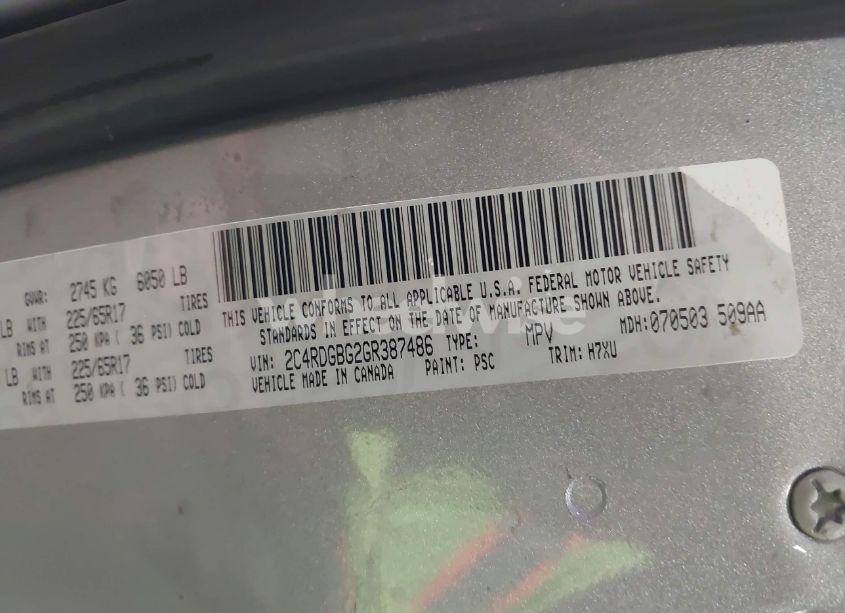 GVWR: 2745 KG 6050 LB
LB WITH 225/65R17 TIRES
RIMS AT 250 KPA ( 36 PSI) COLD
LB WITH 225/65R17 TIRES
RIMS AT 250 KPA ( 36 PSI) COLD
THIS VEHICLE CONFORMS TO ALL APPLICABLE U.S.A. FEDERAL MOTOR VEHICLE SAFETY
STANDARDS IN EFFECT ON THE DATE OF MANUFACTURE SHOWN ABOVE.
VIN: 2C4RDGBG2GR387486 TYPE: MPV MDH: 070503 509AA
VEHICLE MADE IN CANADA PAINT: PSC TRIM: H7XU